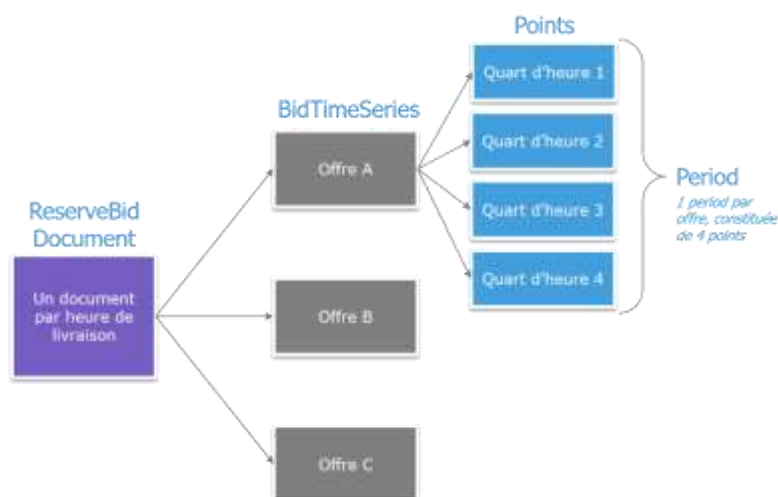 Points
Quart d'heure 1
BidTimeSeries
Quart d'heure 2
Offre A
Quart d'heure 3
Period
1 period par
offre, constituée
de 4 points
ReserveBid
Document
Quart d'heure 4
Un document
par heure de
livraison
Offre B
Offre C